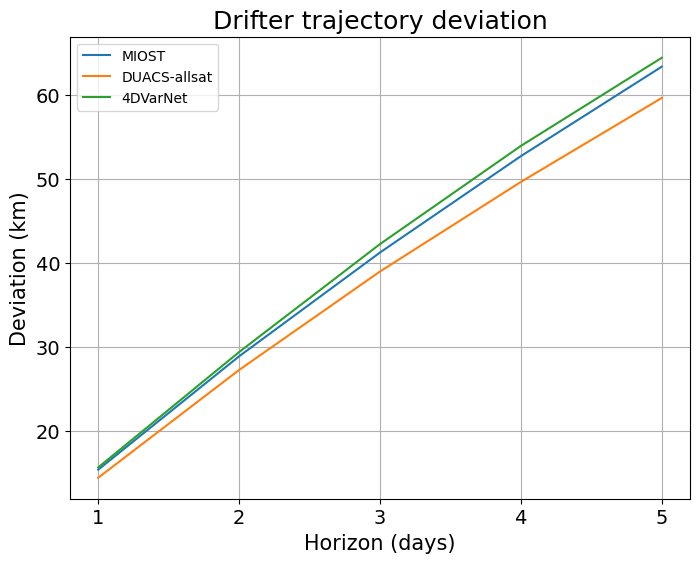 Drifter trajectory deviation
MIOST
DUACS-allsat
4DVarNet
60
50
40
30
20
Deviation (km)
1 2 3 4 5
Horizon (days)